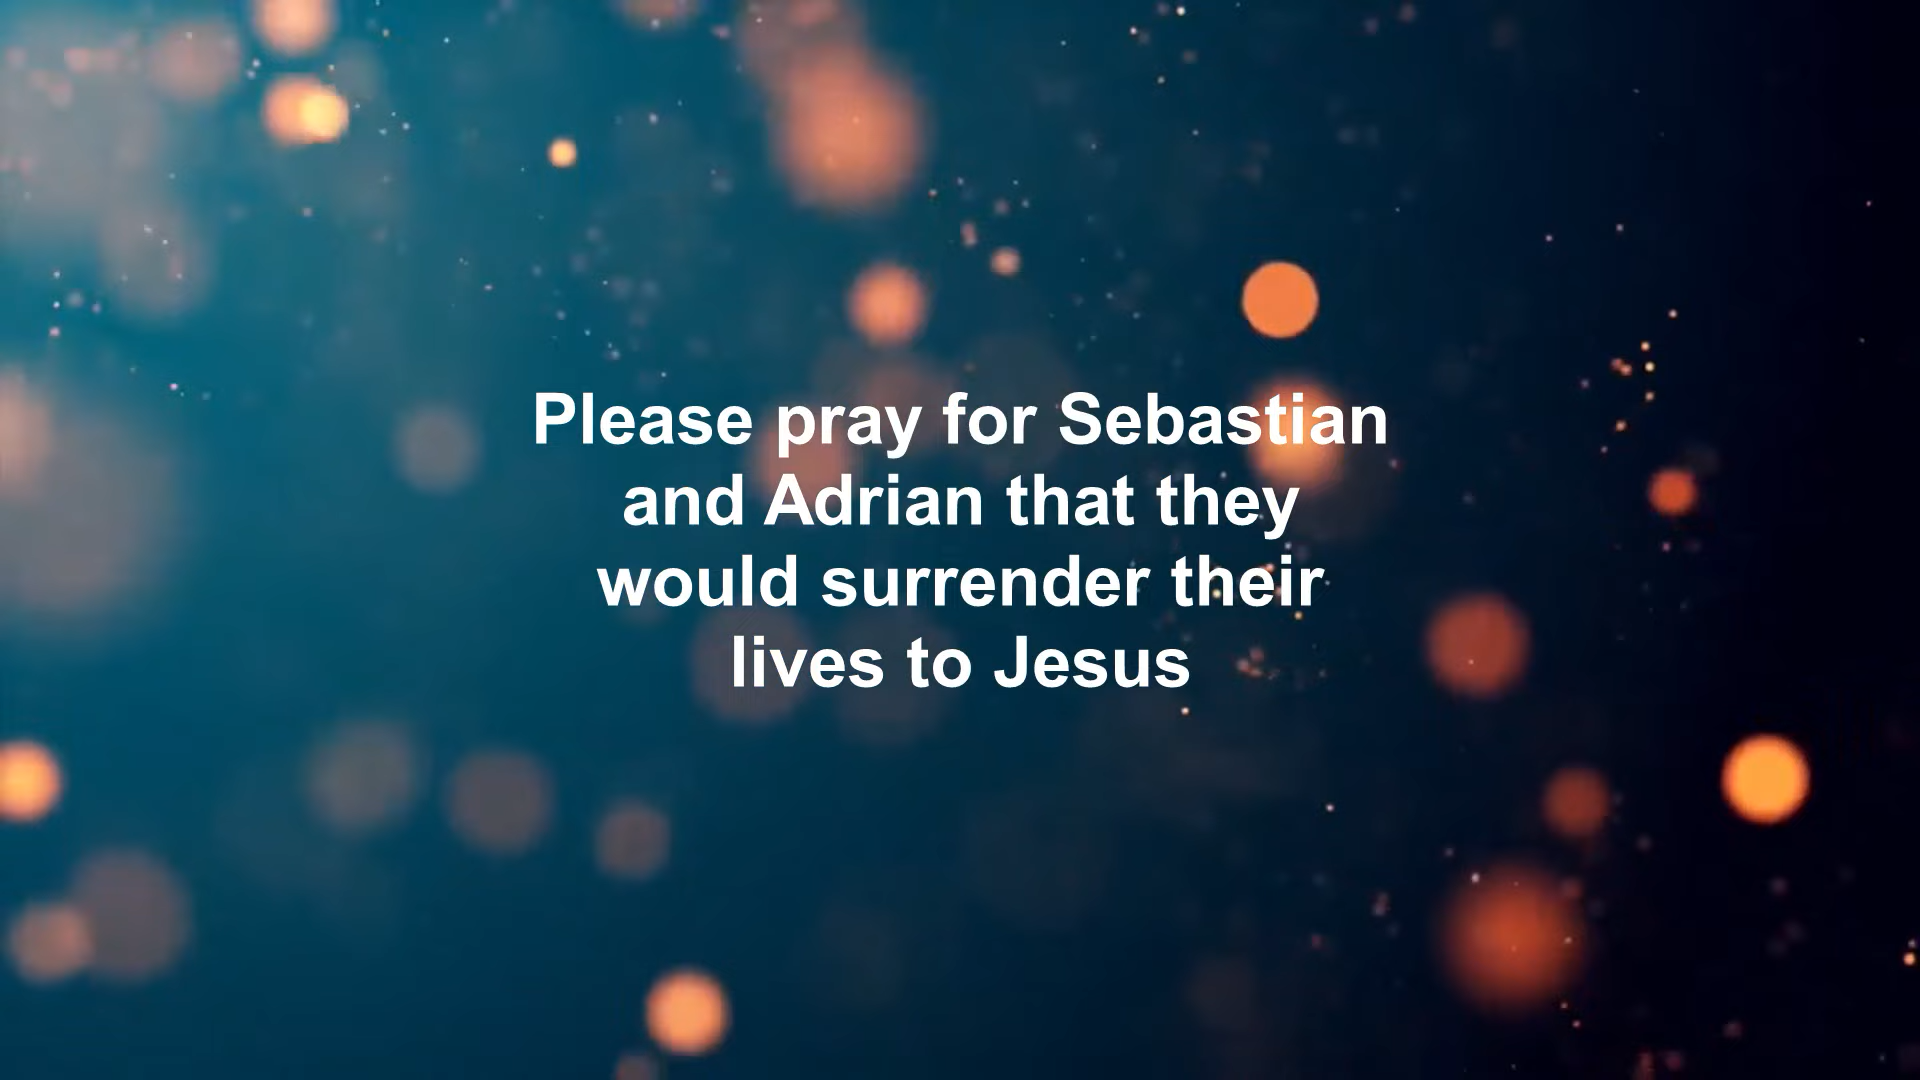 Please pray for Sebastian
and Adrian that they
would surrender their
lives to Jesus